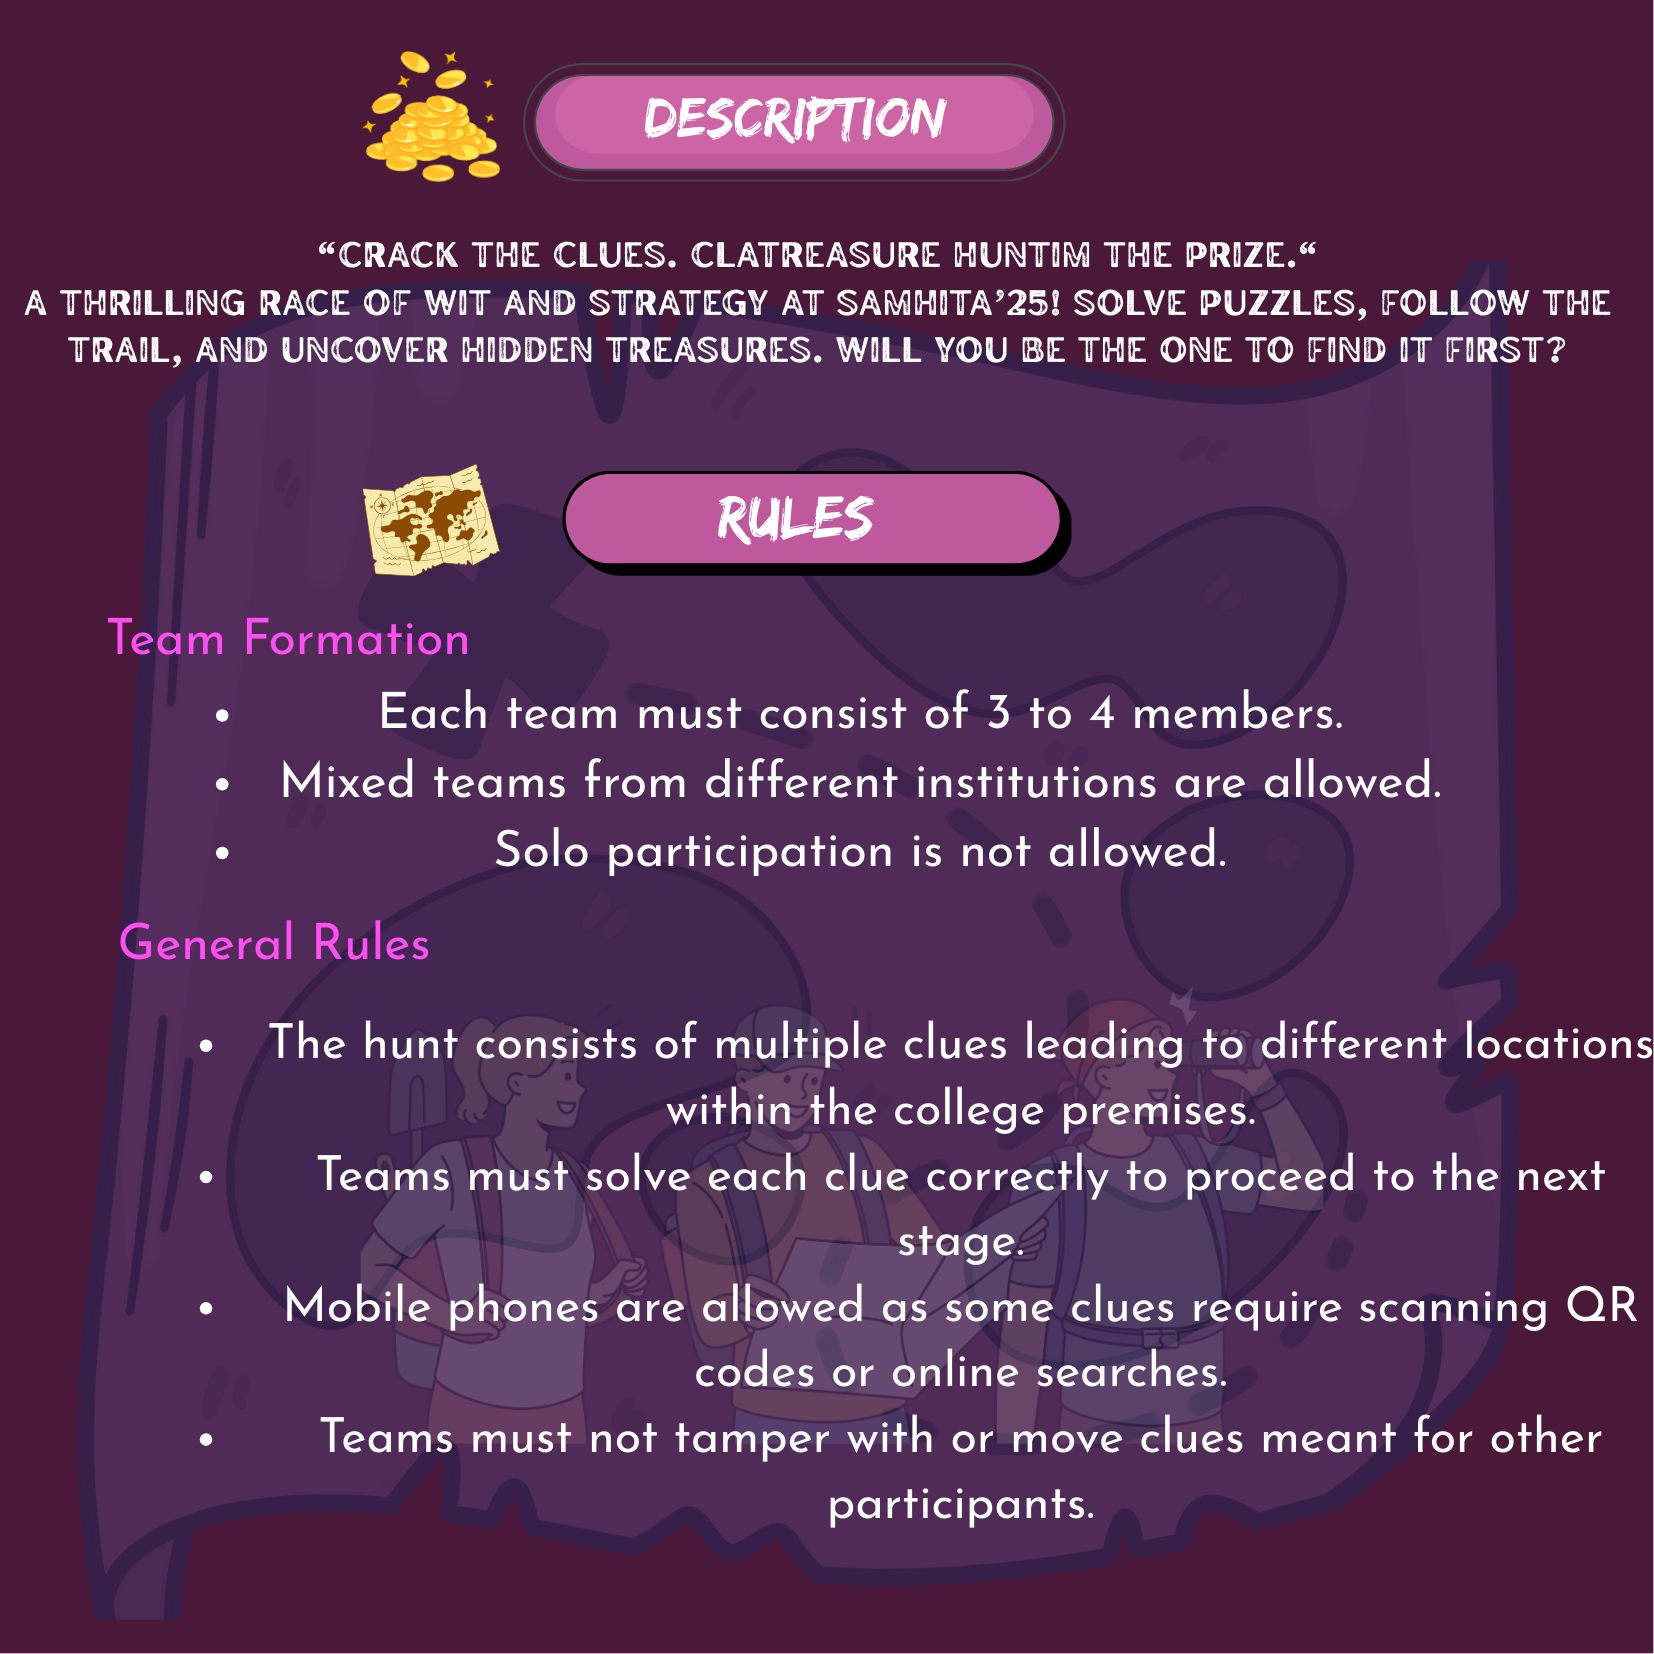 DESCRIPTION
“CRACK THE CLUES. CLATREASURE HUNTIM THE PRIZE.“
A THRILLING RACE OF WIT AND STRATEGY AT SAMHITA’25! SOLVE PUZZLES, FOLLOW THE
TRAIL, AND UNCOVER HIDDEN TREASURES. WILL YOU BE THE ONE TO FIND IT FIRST?
RULES
Team Formation
• Each team must consist of 3 to 4 members.
• Mixed teams from different institutions are allowed.
• Solo participation is not allowed.
General Rules
• The hunt consists of multiple clues leading to different locations
within the college premises.
• Teams must solve each clue correctly to proceed to the next
stage.
• Mobile phones are allowed as some clues require scanning QR
codes or online searches.
• Teams must not tamper with or move clues meant for other
participants.